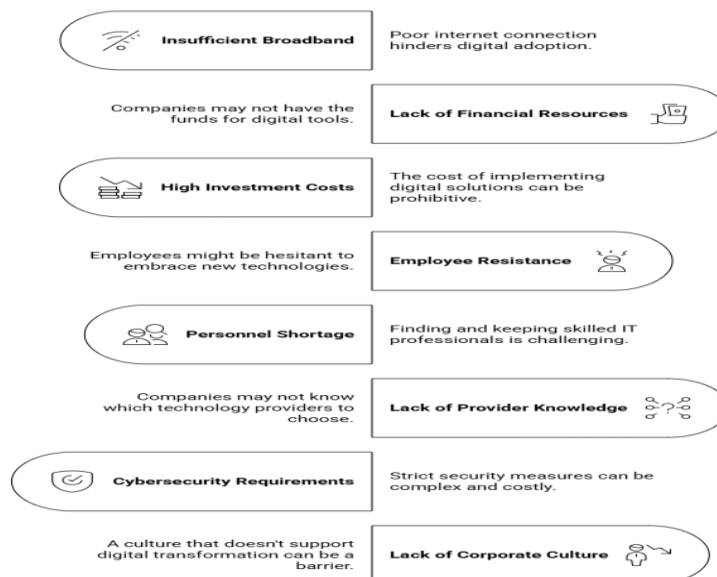 Insufficient Broadband
Poor internet connection
hinders digital adoption.
Companies may not have the
funds for digital tools.
Lack of Financial Resources
High Investment Costs
The cost of implementing
digital solutions can be
prohibitive.
Employees might be hesitant to
embrace new technologies.
Employee Resistance
Personnel Shortage
Finding and keeping skilled IT
professionals is challenging.
Companies may not know
which technology providers to
choose.
Lack of Provider Knowledge
Cybersecurity Requirements
Strict security measures can be
complex and costly.
A culture that doesn't support
digital transformation can be a
barrier.
Lack of Corporate Culture